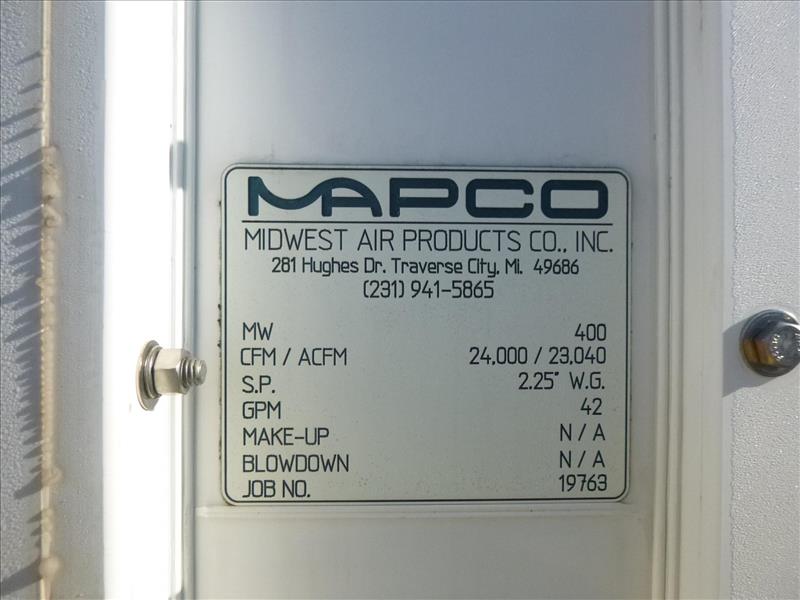 MAPCO
MIDWEST AIR PRODUCTS CO., INC.
281 Hughes Dr. Traverse City, Mi. 49686
(231) 941-5865
MW 400
CFM / ACFM 24,000 / 23,040
S.P. 2.25" W.G.
GPM 42
MAKE-UP N / A
BLOWDOWN N / A
JOB NO. 19763